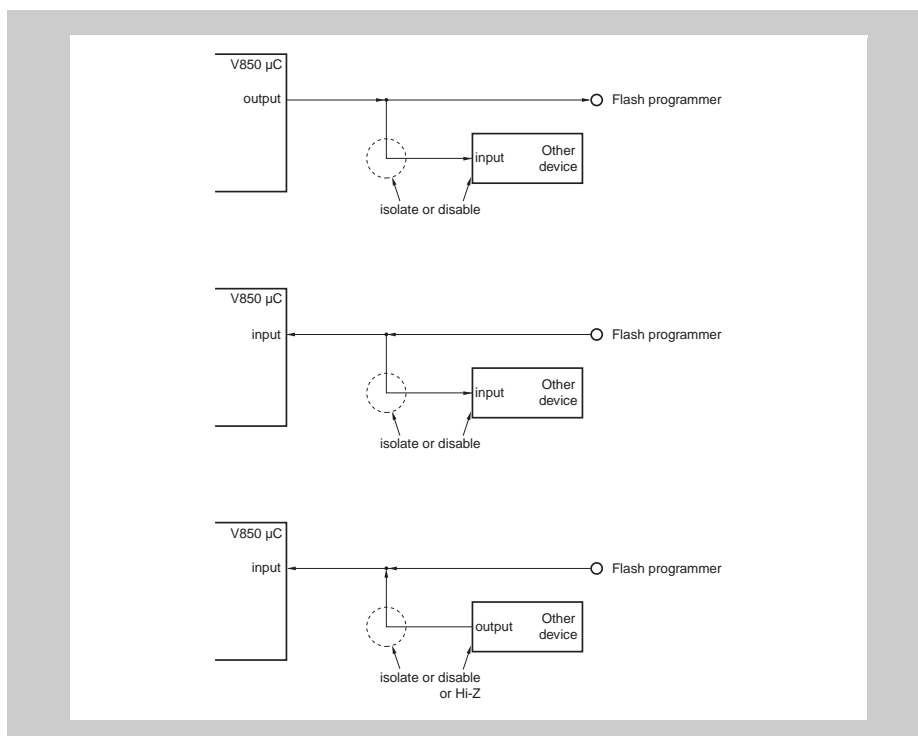 V850 µC
output
Flash programmer
input
Other
device
isolate or disable
V850 µC
input
Flash programmer
input
Other
device
isolate or disable
V850 µC
input
Flash programmer
output
Other
device
isolate or disable
or Hi-Z